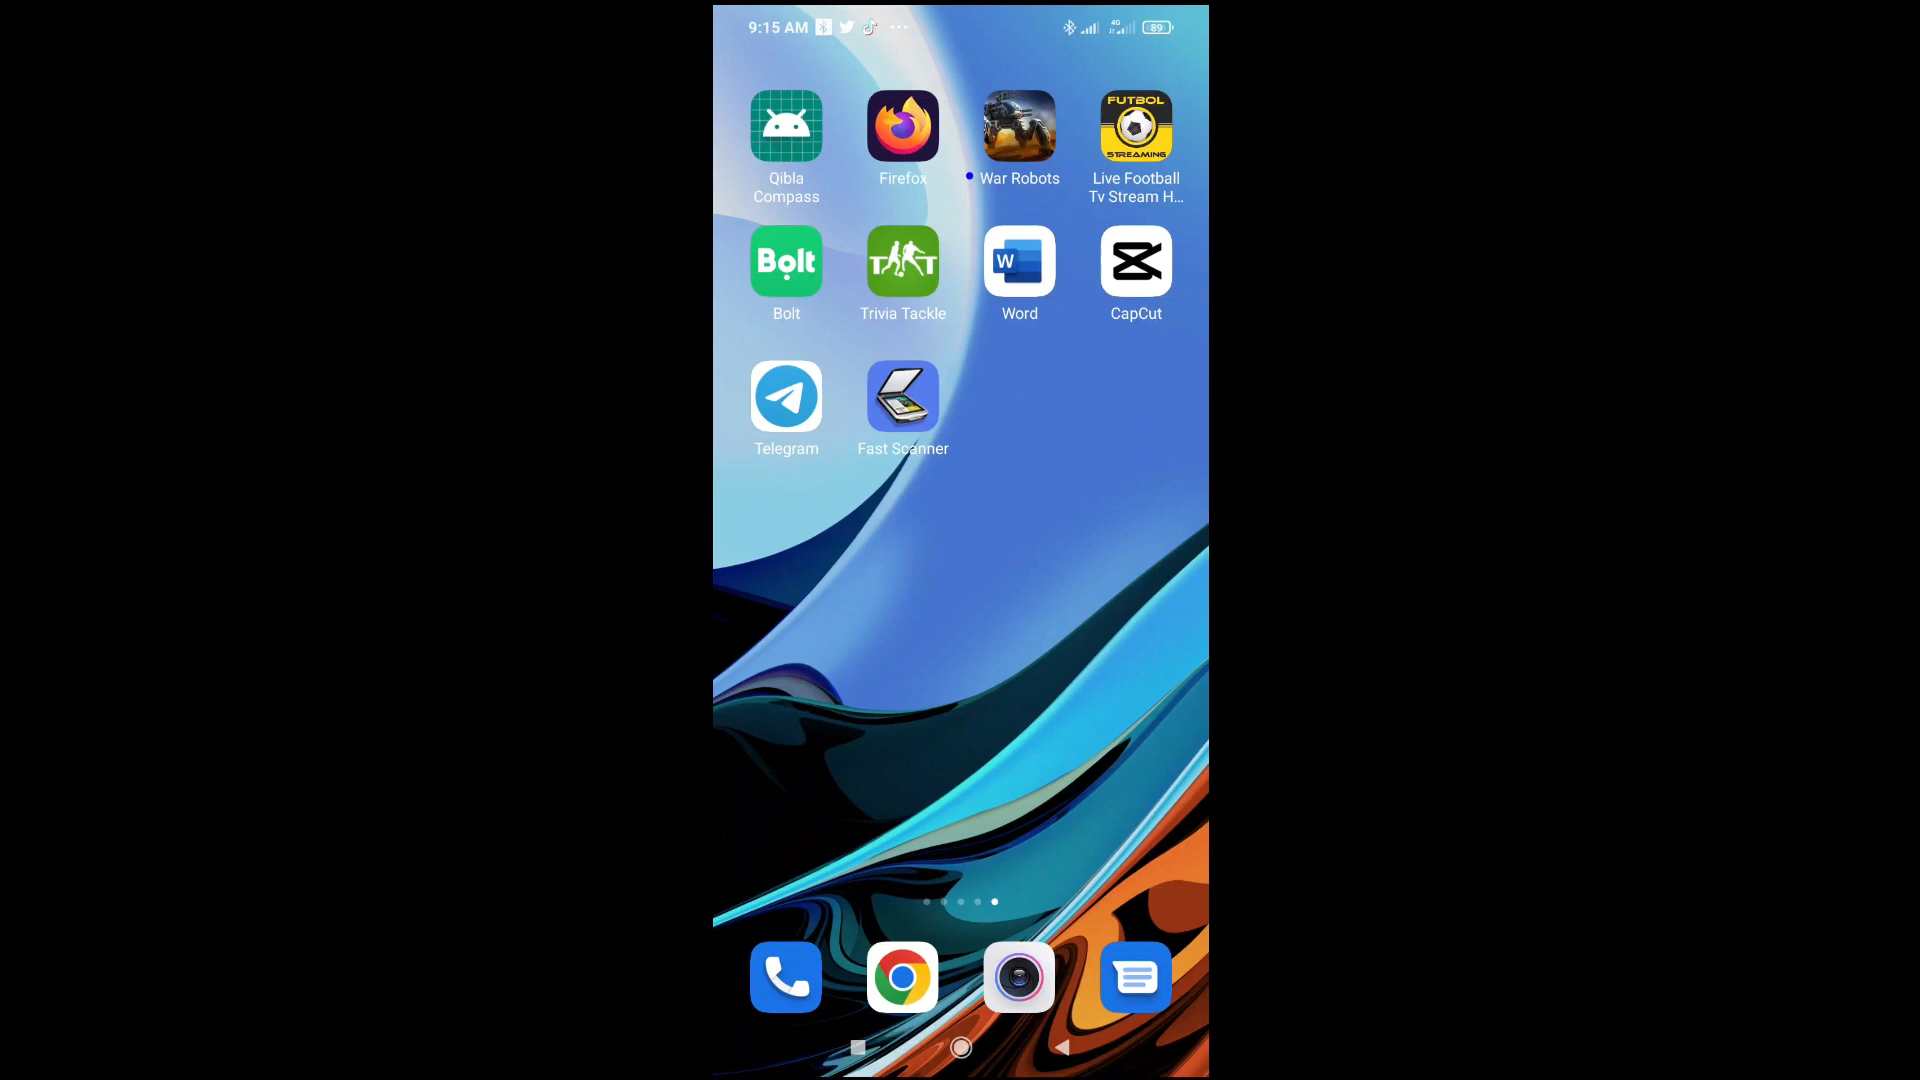 9:15 AM
4G
89
FUTBOL
STREAMING
Qibla
Compass
Firefox
War Robots
Live Football
Tv Stream H...
Bolt
T T
W
Bolt
Trivia Tackle
Word
CapCut
Telegram
Fast Scanner